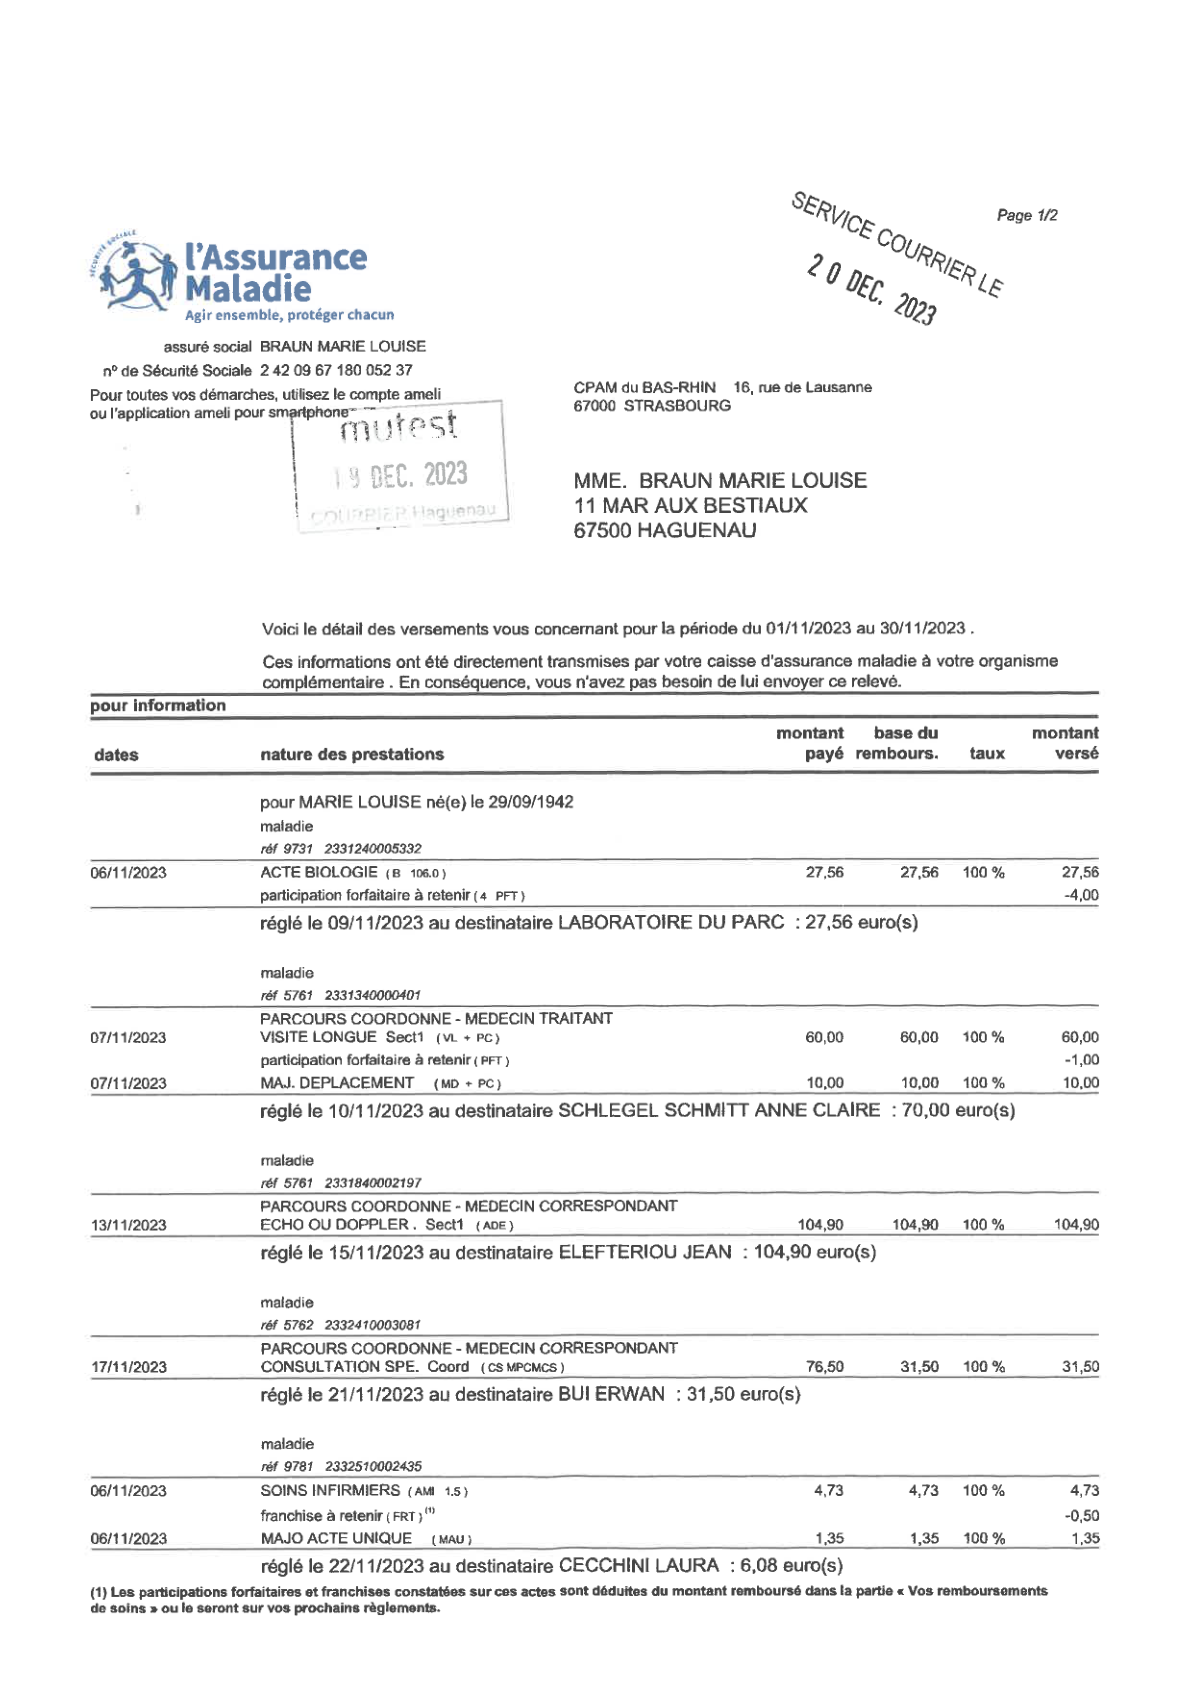 SERVICE COURRIER LE
20 DEC. 2023
Page 1/2
SÉCURITÉ SOCIALE
l'Assurance
Maladie
Agir ensemble, protéger chacun
assuré social BRAUN MARIE LOUISE
n° de Sécurité Sociale 2 42 09 67 180 052 37
Pour toutes vos démarches, utilisez le compte ameli
ou l'application ameli pour smartphone
mutest
19 DEC. 2023
COURRIER Haguenau
CPAM du BAS-RHIN 16, rue de Lausanne
67000 STRASBOURG
MME. BRAUN MARIE LOUISE
11 MAR AUX BESTIAUX
67500 HAGUENAU
Voici le détail des versements vous concernant pour la période du 01/11/2023 au 30/11/2023 .
Ces informations ont été directement transmises par votre caisse d'assurance maladie à votre organisme
complémentaire . En conséquence, vous n'avez pas besoin de lui envoyer ce relevé.
pour information
montant base du montant
dates nature des prestations payé rembours. taux versé
pour MARIE LOUISE né(e) le 29/09/1942
maladie
réf 9731 2331240005332
06/11/2023 ACTE BIOLOGIE ( B 106.0 ) 27,56 27,56 100 % 27,56
participation forfaitaire à retenir ( 4 PFT ) -4,00
réglé le 09/11/2023 au destinataire LABORATOIRE DU PARC : 27,56 euro(s)
maladie
réf 5761 2331340000401
PARCOURS COORDONNE - MEDECIN TRAITANT
07/11/2023 VISITE LONGUE Sect1 ( VL + PC ) 60,00 60,00 100 % 60,00
participation forfaitaire à retenir ( PFT ) -1,00
07/11/2023 MAJ. DEPLACEMENT ( MD + PC ) 10,00 10,00 100 % 10,00
réglé le 10/11/2023 au destinataire SCHLEGEL SCHMITT ANNE CLAIRE : 70,00 euro(s)
maladie
réf 5761 2331840002197
PARCOURS COORDONNE - MEDECIN CORRESPONDANT
13/11/2023 ECHO OU DOPPLER . Sect1 ( ADE ) 104,90 104,90 100 % 104,90
réglé le 15/11/2023 au destinataire ELEFTERIOU JEAN : 104,90 euro(s)
maladie
réf 5762 2332410003081
PARCOURS COORDONNE - MEDECIN CORRESPONDANT
17/11/2023 CONSULTATION SPE. Coord ( CS MPCMCS ) 76,50 31,50 100 % 31,50
réglé le 21/11/2023 au destinataire BUI ERWAN : 31,50 euro(s)
maladie
réf 9781 2332510002435
06/11/2023 SOINS INFIRMIERS ( AMI 1.5 ) 4,73 4,73 100 % 4,73
franchise à retenir ( FRT ) (1) -0,50
06/11/2023 MAJO ACTE UNIQUE ( MAU ) 1,35 1,35 100 % 1,35
réglé le 22/11/2023 au destinataire CECCHINI LAURA : 6,08 euro(s)
(1) Les participations forfaitaires et franchises constatées sur ces actes sont déduites du montant remboursé dans la partie « Vos remboursements
de soins » ou le seront sur vos prochains règlements.